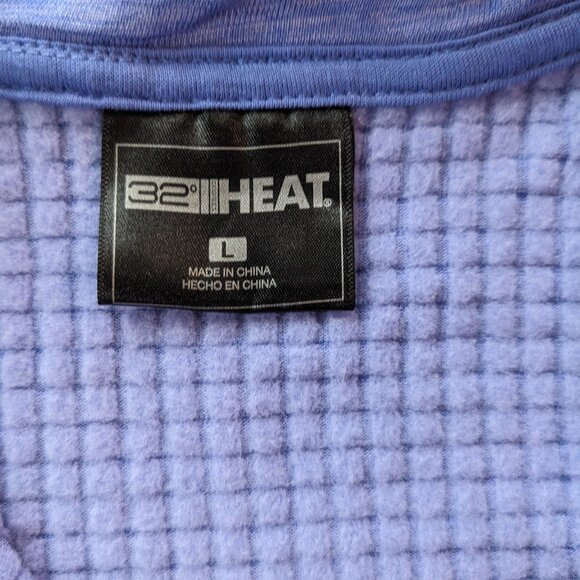 32° HEAT®
L
MADE IN CHINA
HECHO EN CHINA